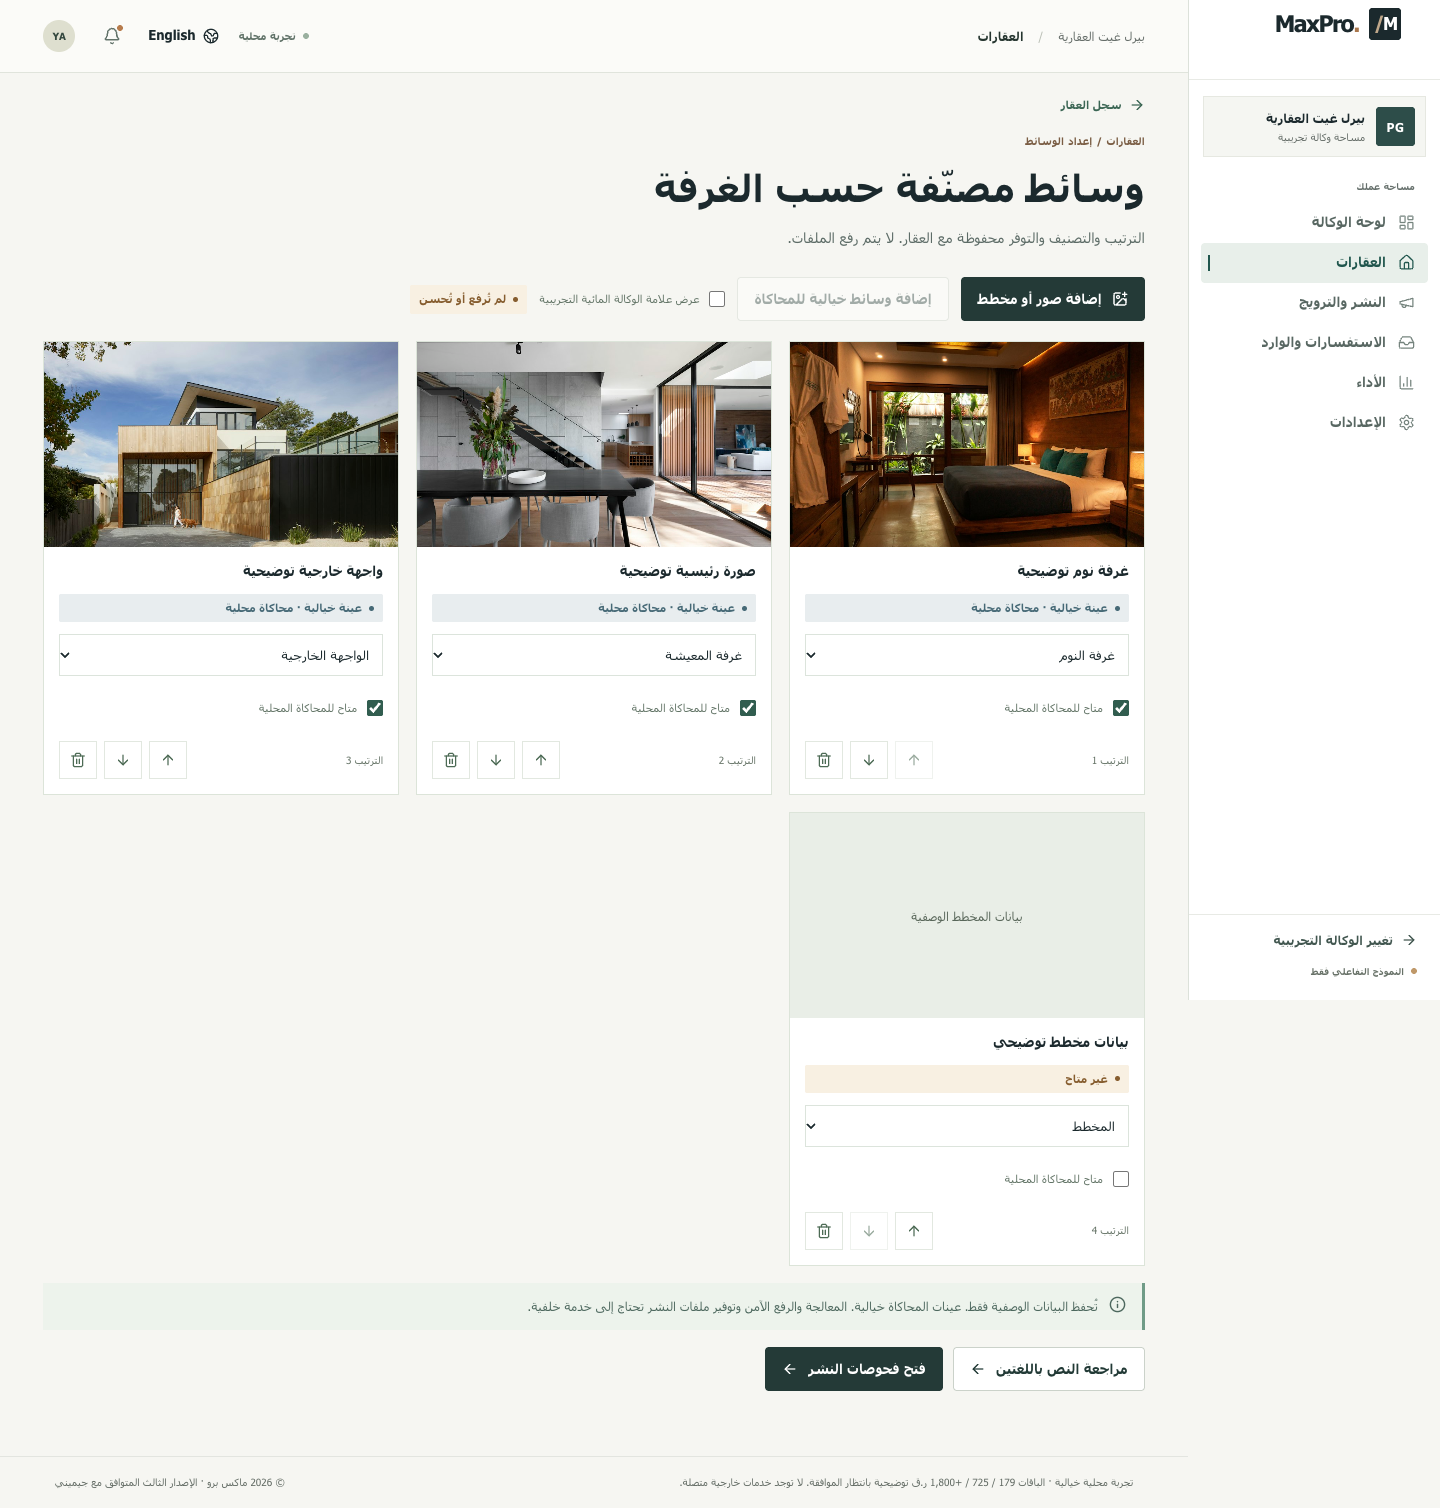 MaxPro.
/M
بيرل غيت العقارية
مساحة وكالة تجريبية
PG
مساحة عملك
لوحة الوكالة
العقارات
النشر والترويج
الاستفسارات والوارد
الأداء
الإعدادات
تغيير الوكالة التجريبية
النموذج التفاعلي فقط
بيرل غيت العقارية / العقارات
تجربة محلية
English
YA
سجل العقار
العقارات / إعداد الوسائط
وسائط مصنّفة حسب الغرفة
الترتيب والتصنيف والتوفر محفوظة مع العقار. لا يتم رفع الملفات.
إضافة صور أو مخطط
إضافة وسائط خيالية للمحاكاة
عرض علامة الوكالة المائية التجريبية
لم تُرفع أو تُحسن
غرفة نوم توضيحية
عينة خيالية · محاكاة محلية
غرفة النوم
متاح للمحاكاة المحلية
الترتيب 1
صورة رئيسية توضيحية
عينة خيالية · محاكاة محلية
غرفة المعيشة
متاح للمحاكاة المحلية
الترتيب 2
واجهة خارجية توضيحية
عينة خيالية · محاكاة محلية
الواجهة الخارجية
متاح للمحاكاة المحلية
الترتيب 3
بيانات المخطط الوصفية
بيانات مخطط توضيحي
غير متاح
المخطط
متاح للمحاكاة المحلية
الترتيب 4
تُحفظ البيانات الوصفية فقط. عينات المحاكاة خيالية. المعالجة والرفع الآمن وتوفير ملفات النشر تحتاج إلى خدمة خلفية.
مراجعة النص باللغتين
فتح فحوصات النشر
تجربة محلية خيالية · الباقات 179 / 725 / +1,800 ر.ق توضيحية بانتظار الموافقة. لا توجد خدمات خارجية متصلة.
© 2026 ماكس برو · الإصدار الثالث المتوافق مع جيميني